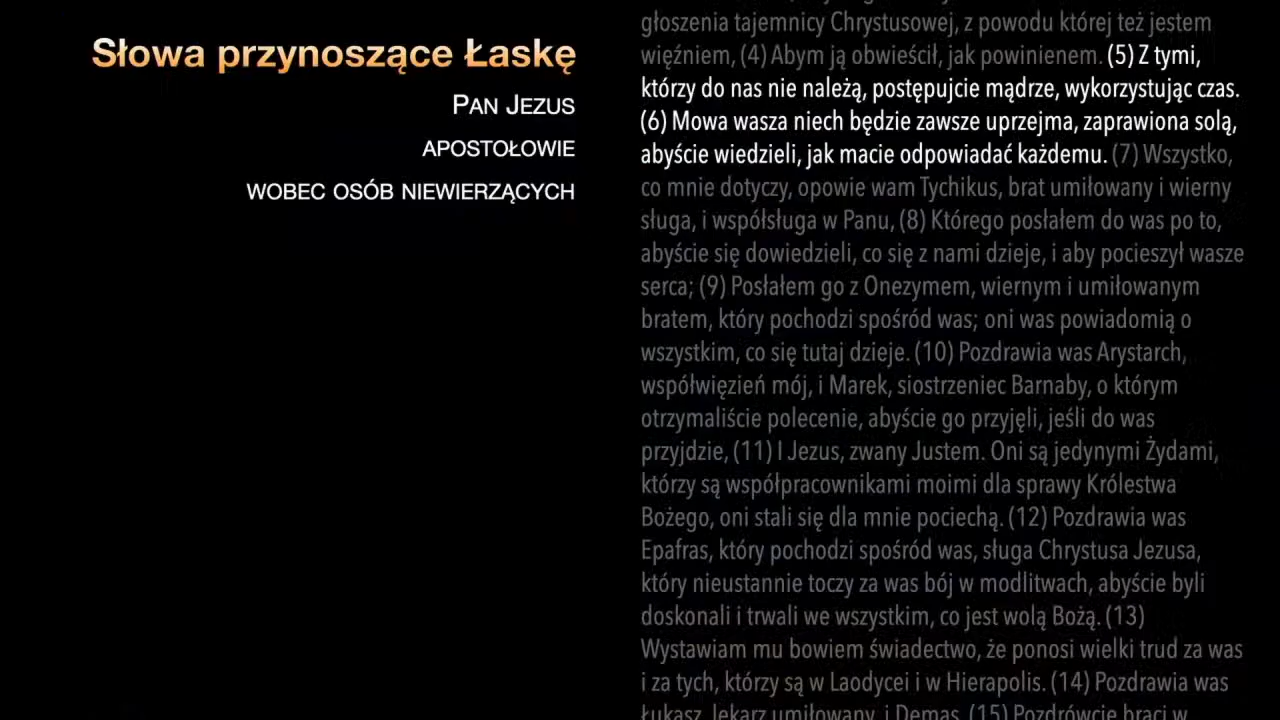 Słowa przynoszące Łaskę
Pan Jezus
apostołowie
wobec osób niewierzących
głoszenia tajemnicy Chrystusowej, z powodu której też jestem
więźniem, (4) Abym ją obwieścił, jak powinienem. (5) Z tymi,
którzy do nas nie należą, postępujcie mądrze, wykorzystując czas.
(6) Mowa wasza niech będzie zawsze uprzejma, zaprawiona solą,
abyście wiedzieli, jak macie odpowiadać każdemu. (7) Wszystko,
co mnie dotyczy, opowie wam Tychikus, brat umiłowany i wierny
sługa, i współsługa w Panu, (8) Którego posłałem do was po to,
abyście się dowiedzieli, co się z nami dzieje, i aby pocieszył wasze
serca; (9) Posłałem go z Onezymem, wiernym i umiłowanym
bratem, który pochodzi spośród was; oni was powiadomią o
wszystkim, co się tutaj dzieje. (10) Pozdrawia was Arystarch,
współwięzień mój, i Marek, siostrzeniec Barnaby, o którym
otrzymaliście polecenie, abyście go przyjęli, jeśli do was
przyjdzie, (11) I Jezus, zwany Justem. Oni są jedynymi Żydami,
którzy są współpracownikami moimi dla sprawy Królestwa
Bożego, oni stali się dla mnie pociechą. (12) Pozdrawia was
Epafras, który pochodzi spośród was, sługa Chrystusa Jezusa,
który nieustannie toczy za was bój w modlitwach, abyście byli
doskonali i trwali we wszystkim, co jest wolą Bożą. (13)
Wystawiam mu bowiem świadectwo, że ponosi wielki trud za was
i za tych, którzy są w Laodycei i w Hierapolis. (14) Pozdrawia was
Łukasz, lekarz umiłowany, i Demas. (15) Pozdrówcie braci w